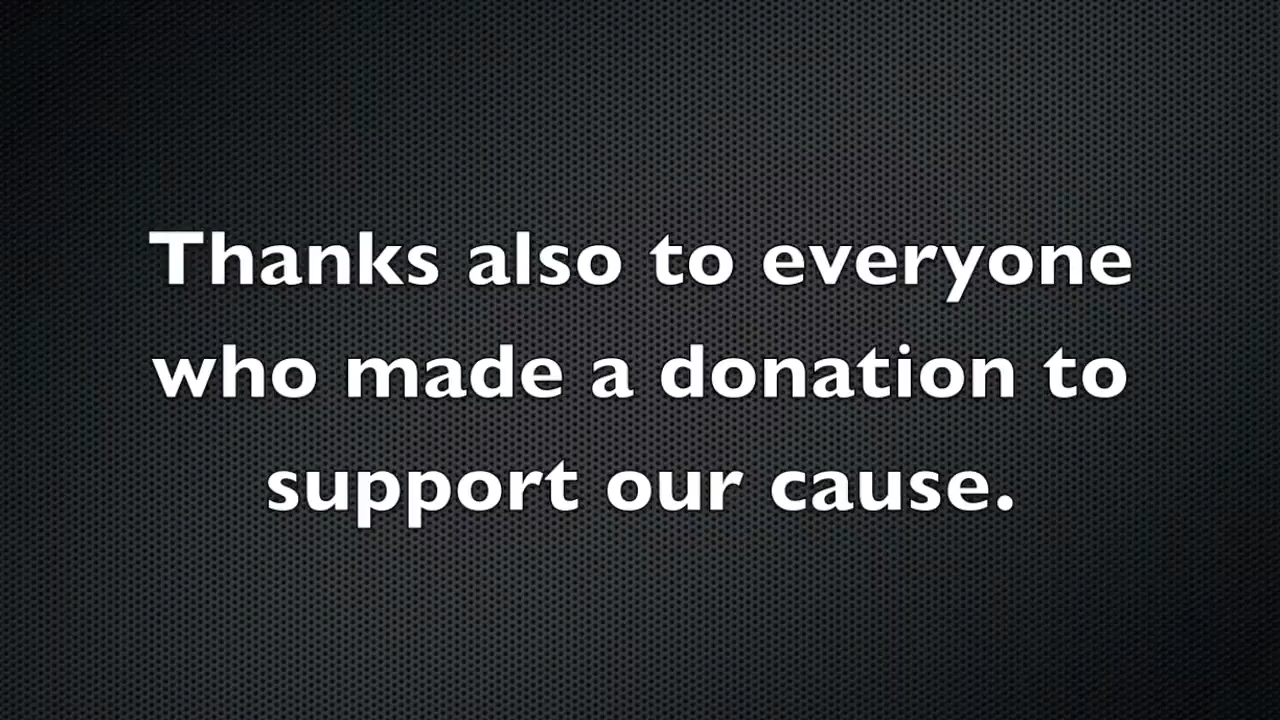 Thanks also to everyone
who made a donation to
support our cause.